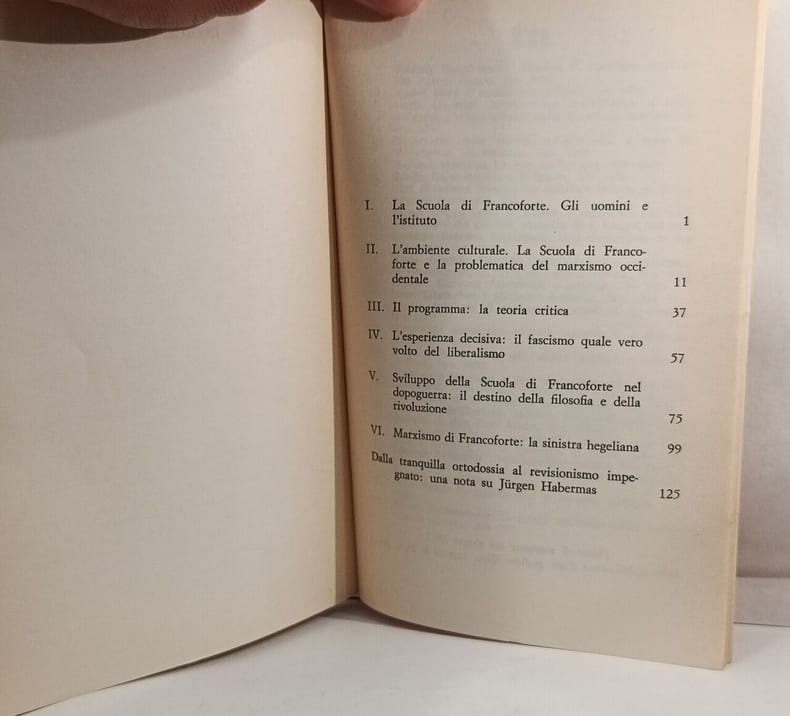 I. La Scuola di Francoforte. Gli uomini e
l'istituto 1
II. L'ambiente culturale. La Scuola di Franco-
forte e la problematica del marxismo occi-
dentale 11
III. Il programma: la teoria critica 37
IV. L'esperienza decisiva: il fascismo quale vero
volto del liberalismo 57
V. Sviluppo della Scuola di Francoforte nel
dopoguerra: il destino della filosofia e della
rivoluzione 75
VI. Marxismo di Francoforte: la sinistra hegeliana 99
Dalla tranquilla ortodossia al revisionismo impe-
gnato: una nota su Jürgen Habermas 125